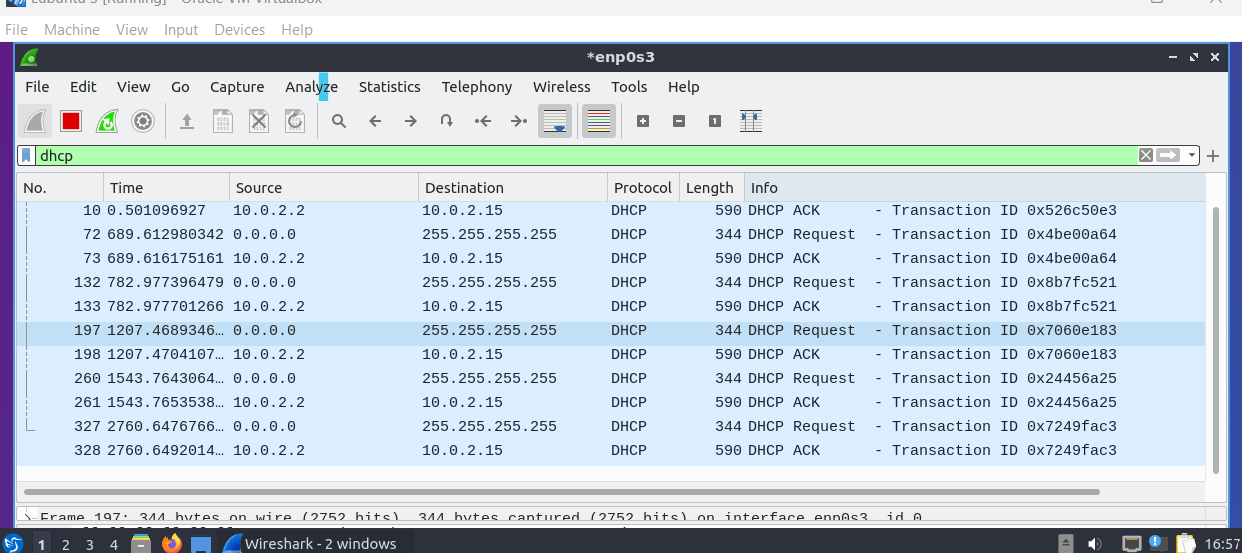 Lubuntu 3 [Running] - Oracle VM VirtualBox
File Machine View Input Devices Help
*enp0s3
File Edit View Go Capture Analyze Statistics Telephony Wireless Tools Help
dhcp
No. Time Source Destination Protocol Length Info
10 0.501096927 10.0.2.2 10.0.2.15 DHCP 590 DHCP ACK - Transaction ID 0x526c50e3
72 689.612980342 0.0.0.0 255.255.255.255 DHCP 344 DHCP Request - Transaction ID 0x4be00a64
73 689.616175161 10.0.2.2 10.0.2.15 DHCP 590 DHCP ACK - Transaction ID 0x4be00a64
132 782.977396479 0.0.0.0 255.255.255.255 DHCP 344 DHCP Request - Transaction ID 0x8b7fc521
133 782.977701266 10.0.2.2 10.0.2.15 DHCP 590 DHCP ACK - Transaction ID 0x8b7fc521
197 1207.4689346… 0.0.0.0 255.255.255.255 DHCP 344 DHCP Request - Transaction ID 0x7060e183
198 1207.4704107… 10.0.2.2 10.0.2.15 DHCP 590 DHCP ACK - Transaction ID 0x7060e183
260 1543.7643064… 0.0.0.0 255.255.255.255 DHCP 344 DHCP Request - Transaction ID 0x24456a25
261 1543.7653538… 10.0.2.2 10.0.2.15 DHCP 590 DHCP ACK - Transaction ID 0x24456a25
327 2760.6476766… 0.0.0.0 255.255.255.255 DHCP 344 DHCP Request - Transaction ID 0x7249fac3
328 2760.6492014… 10.0.2.2 10.0.2.15 DHCP 590 DHCP ACK - Transaction ID 0x7249fac3
Frame 197: 344 bytes on wire (2752 bits), 344 bytes captured (2752 bits) on interface enp0s3, id 0
1 2 3 4 Wireshark - 2 windows 16:57